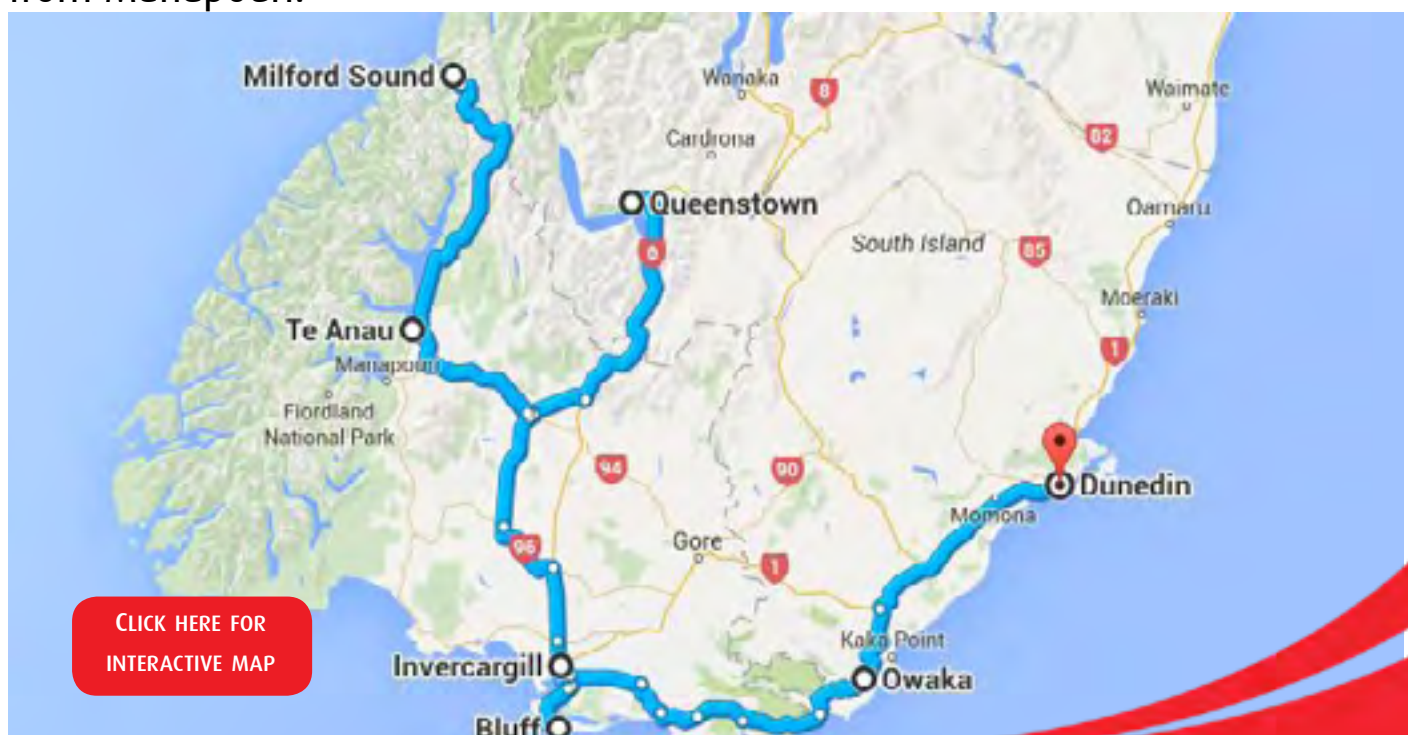 Milford Sound
Wanaka
8
Waimate
Cardrona
82
Queenstown
Oamaru
6
South Island
85
Moeraki
Te Anau
1
Manapouri
Fiordland
National Park
94
90
Dunedin
Momona
96
Gore
1
CLICK HERE FOR
INTERACTIVE MAP
Kaka Point
Invercargill
Owaka
Bluff